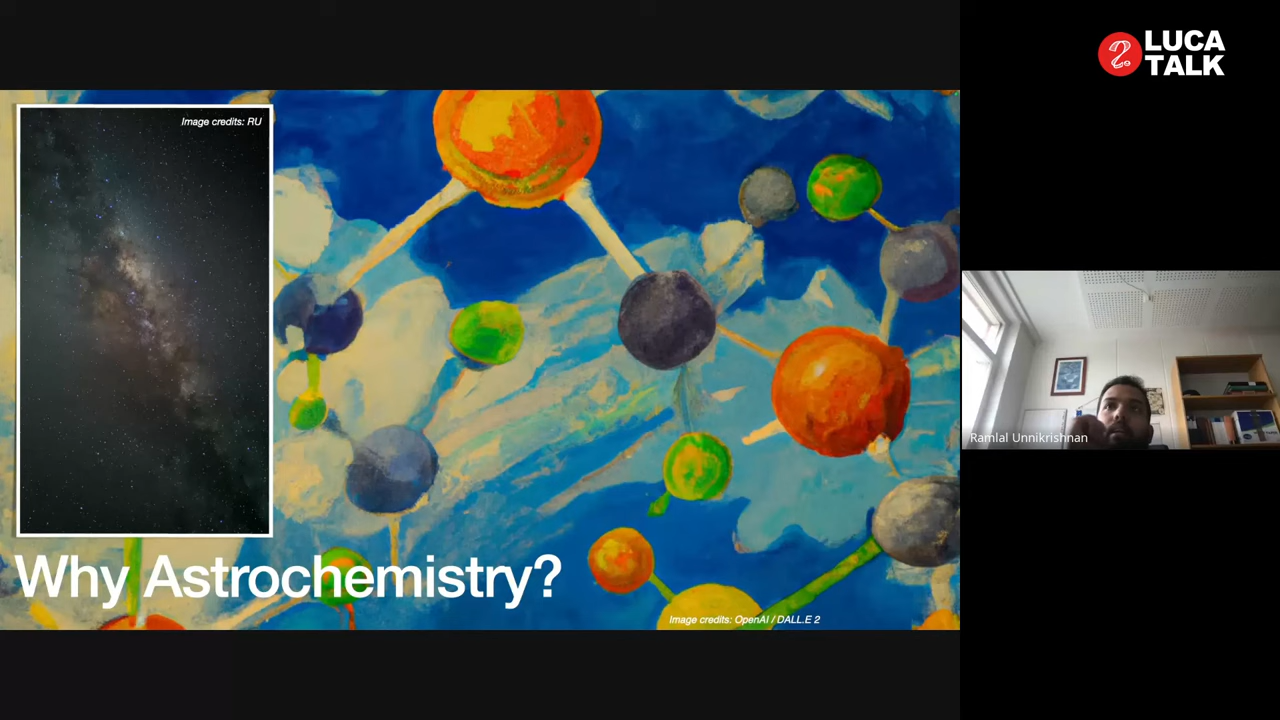 LUCA
TALK
Image credits: RU
Ramlal Unnikrishnan
Why Astrochemistry?
Image credits: OpenAI / DALL.E 2